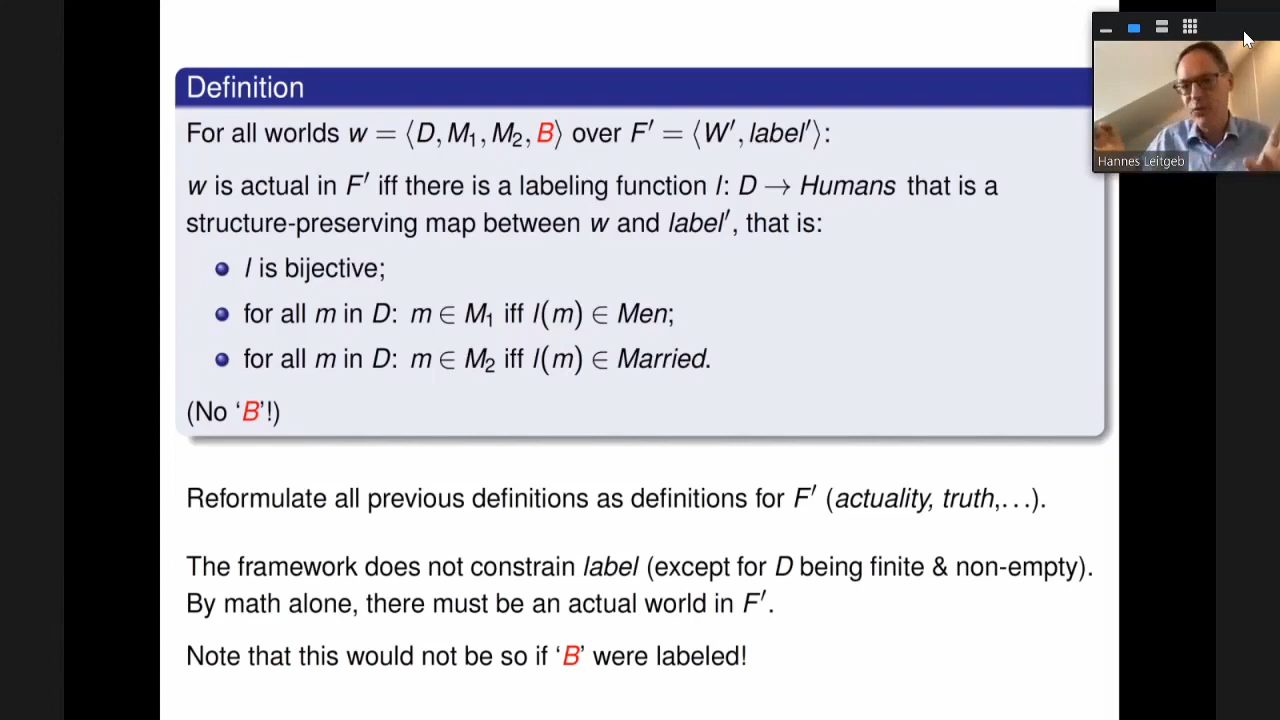 Definition
For all worlds w = ⟨D, M₁, M₂, B⟩ over F′ = ⟨W′, label′⟩:
w is actual in F′ iff there is a labeling function l: D → Humans that is a
structure-preserving map between w and label′, that is:
l is bijective;
for all m in D: m ∈ M₁ iff l(m) ∈ Men;
for all m in D: m ∈ M₂ iff l(m) ∈ Married.
(No ‘B’!)
Reformulate all previous definitions as definitions for F′ (actuality, truth,...).
The framework does not constrain label (except for D being finite & non-empty).
By math alone, there must be an actual world in F′.
Note that this would not be so if ‘B’ were labeled!
Hannes Leitgeb